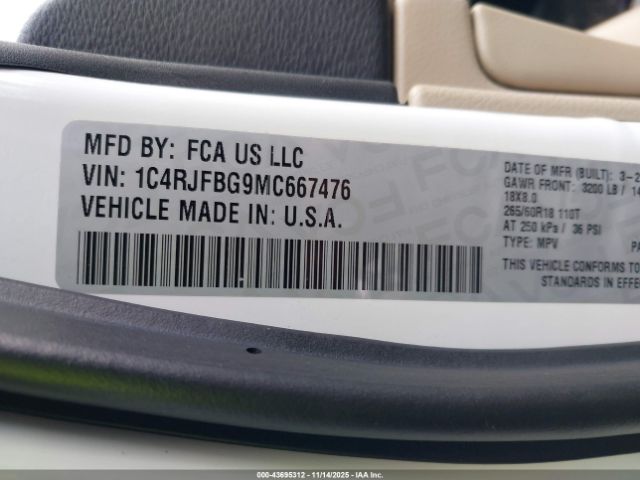 MFD BY: FCA US LLC
VIN: 1C4RJFBG9MC667476
VEHICLE MADE IN: U.S.A.
DATE OF MFR (BUILT): 3-2
GAWR FRONT: 3200 LB / 14
18X8.0
265/60R18 110T
AT 250 kPa / 36 PSI
TYPE: MPV PA
THIS VEHICLE CONFORMS TO
STANDARDS IN EFFEC
000-43695312 - 11/14/2025 - IAA Inc.